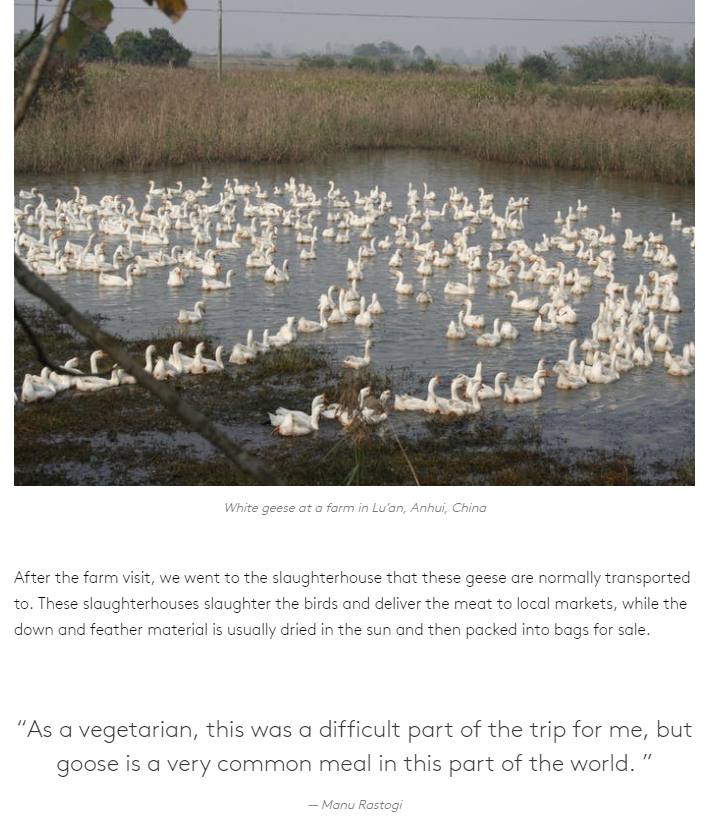 White geese at a farm in Lu’an, Anhui, China
After the farm visit, we went to the slaughterhouse that these geese are normally transported
to. These slaughterhouses slaughter the birds and deliver the meat to local markets, while the
down and feather material is usually dried in the sun and then packed into bags for sale.
“As a vegetarian, this was a difficult part of the trip for me, but
goose is a very common meal in this part of the world. ”
— Manu Rastogi